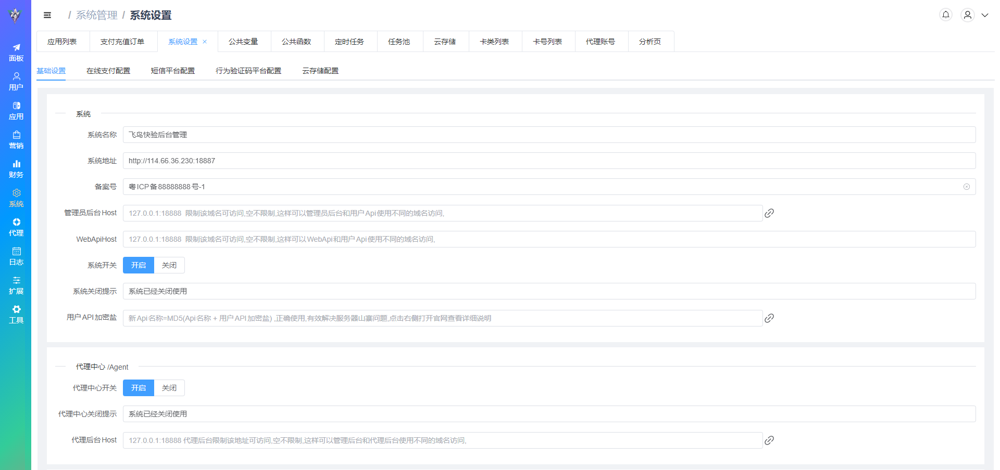 / 系统管理 / 系统设置
应用列表 支付充值订单 系统设置 × 公共变量 公共函数 定时任务 任务池 云存储 卡类列表 卡号列表 代理账号 分析页
面板
用户
应用
营销
财务
系统
代理
日志
扩展
工具
基础设置 在线支付配置 短信平台配置 行为验证码平台配置 云存储配置
系统
系统名称 飞鸟快验后台管理
系统地址 http://114.66.36.230:18887
备案号 粤ICP备88888888号-1
管理员后台Host 127.0.0.1:18888 限制该域名可访问,空不限制,这样可以管理员后台和用户Api使用不同的域名访问,
WebApiHost 127.0.0.1:18888 限制该域名可访问,空不限制,这样可以WebApi和用户Api使用不同的域名访问,
系统开关 开启 关闭
系统关闭提示 系统已经关闭使用
用户API加密盐 新Api名称=MD5(Api名称 + 用户API加密盐) ,正确使用,有效解决服务器山寨问题,点击右侧打开官网查看详细说明
代理中心 /Agent
代理中心开关 开启 关闭
代理中心关闭提示 系统已经关闭使用
代理后台Host 127.0.0.1:18888 代理后台限制该地址可访问,空不限制,这样可以管理后台和代理后台使用不同的域名访问,